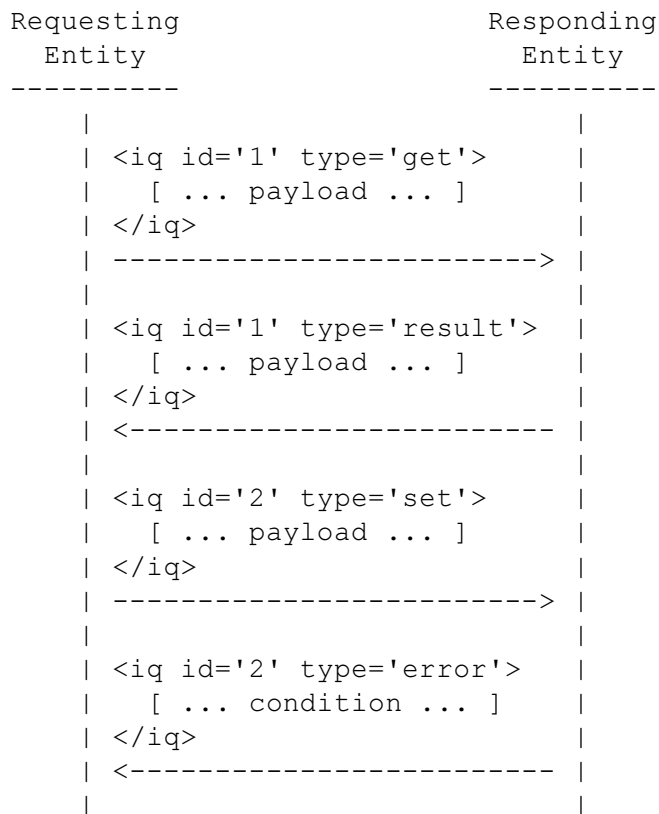 Requesting                  Responding
  Entity                      Entity
----------                  ----------
    |                            |
    | <iq id='1' type='get'>     |
    |   [ ... payload ... ]      |
    | </iq>                      |
    | -------------------------> |
    |                            |
    | <iq id='1' type='result'>  |
    |   [ ... payload ... ]      |
    | </iq>                      |
    | <------------------------- |
    |                            |
    | <iq id='2' type='set'>     |
    |   [ ... payload ... ]      |
    | </iq>                      |
    | -------------------------> |
    |                            |
    | <iq id='2' type='error'>   |
    |   [ ... condition ... ]    |
    | </iq>                      |
    | <------------------------- |
    |                            |